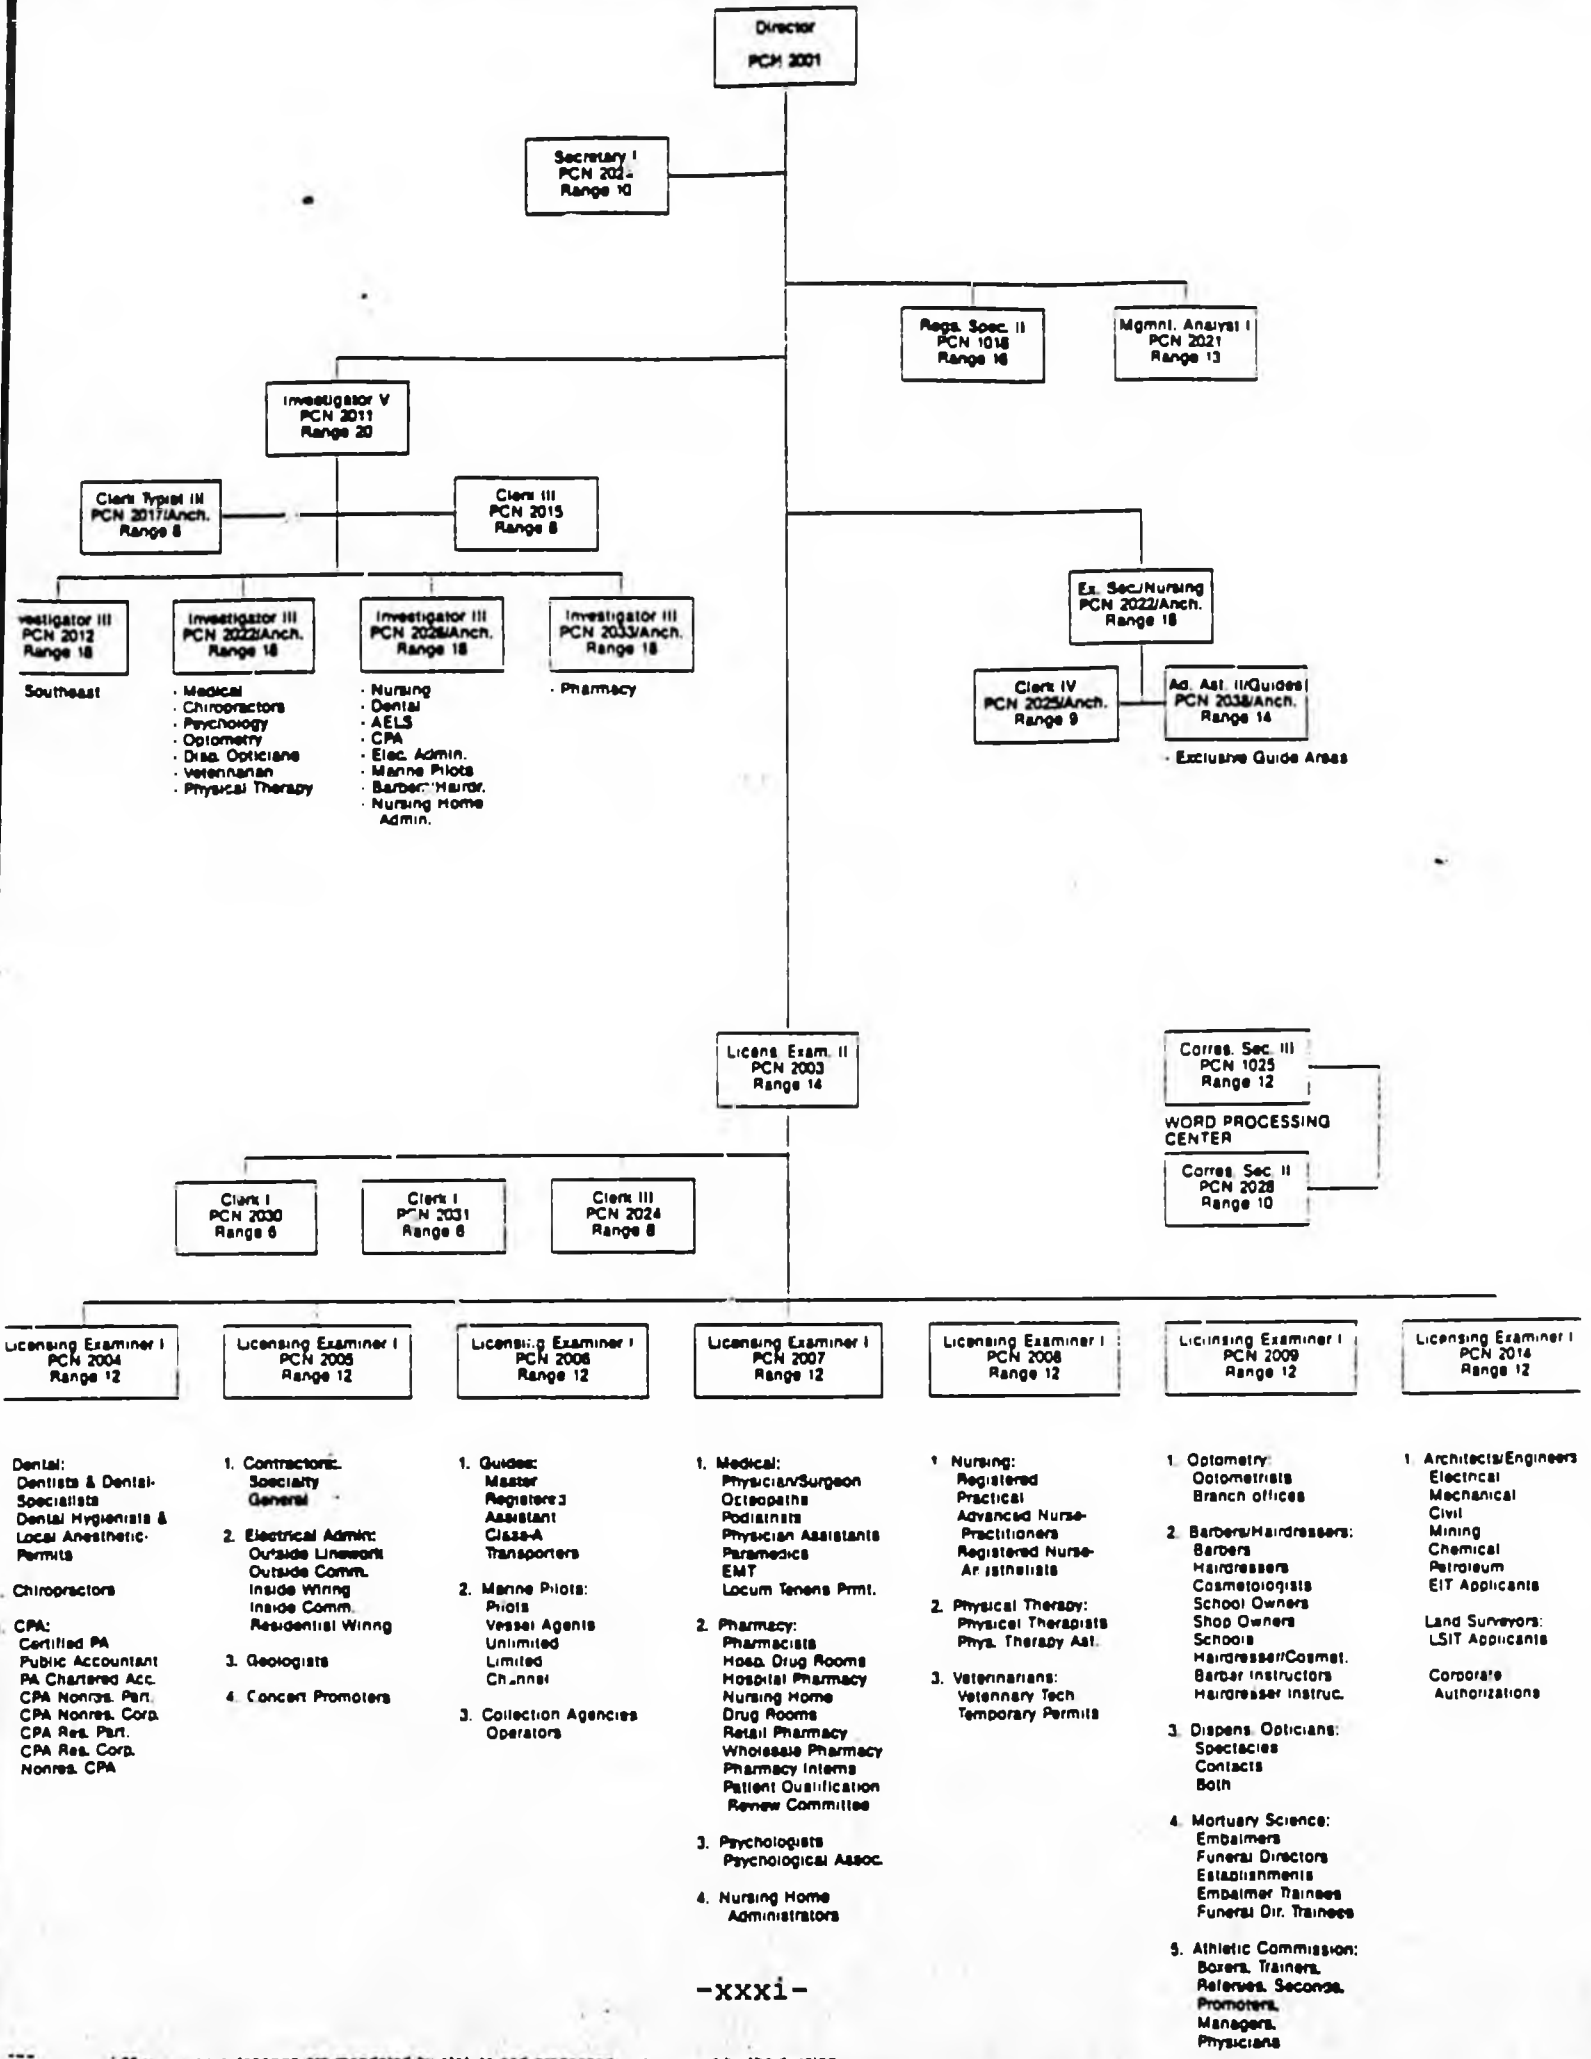 Director
PCN 2001
Secretary I
PCN
Range 10
Regs. Spec. II
PCN 1018
Range 16
Mgmnt. Analyst I
PCN 2021
Range 13
Investigator V
PCN 2011
Range 20
Clerk Typist III
PCN 2017/Anch.
Range 8
Clerk III
PCN 2015
Range 8
vestigator III
PCN 2012
Range 18
Southeast
Investigator III
PCN 2022/Anch.
Range 18
· Medical
· Chiropractors
· Psychology
· Optometry
· Disp. Opticians
· Veterinarian
· Physical Therapy
Investigator III
PCN 2026/Anch.
Range 18
· Nursing
· Dental
· AELS
· CPA
· Elec. Admin.
· Marine Pilots
· Barber/Hairdr.
· Nursing Home
Admin.
Investigator III
PCN 2033/Anch.
Range 18
· Pharmacy
Ex. Sec./Nursing
PCN 2022/Anch.
Range 18
Clerk IV
PCN 2025/Anch.
Range 9
Ad. Ast. II/Guides
PCN 2038/Anch.
Range 14
· Exclusive Guide Areas
Licens. Exam. II
PCN 2003
Range 14
Corres. Sec. III
PCN 1025
Range 12
WORD PROCESSING
CENTER
Corres. Sec. II
PCN 2028
Range 10
Clerk I
PCN 2030
Range 6
Clerk I
PCN 2031
Range 6
Clerk III
PCN 2024
Range 8
Licensing Examiner I
PCN 2004
Range 12
Dental:
Dentists & Dental-
Specialists
Dental Hygienists &
Local Anesthetic-
Permits
Chiropractors
CPA:
Certified PA
Public Accountant
PA Chartered Acc.
CPA Nonres. Part.
CPA Nonres. Corp.
CPA Res. Part.
CPA Res. Corp.
Nonres. CPA
Licensing Examiner I
PCN 2005
Range 12
1. Contractors:
Specialty
General
2. Electrical Admin:
Outside Linework
Outside Comm.
Inside Wiring
Inside Comm.
Residential Wiring
3. Geologists
4. Concert Promoters
Licensing Examiner I
PCN 2006
Range 12
1. Guides:
Master
Registered
Assistant
Class-A
Transporters
2. Marine Pilots:
Pilots
Vessel Agents
Unlimited
Limited
Channel
3. Collection Agencies
Operators
Licensing Examiner I
PCN 2007
Range 12
1. Medical:
Physician/Surgeon
Osteopaths
Podiatrists
Physician Assistants
Paramedics
EMT
Locum Tenens Prmt.
2. Pharmacy:
Pharmacists
Hosp. Drug Rooms
Hospital Pharmacy
Nursing Home
Drug Rooms
Retail Pharmacy
Wholesale Pharmacy
Pharmacy Interns
Patient Qualification
Review Committee
3. Psychologists
Psychological Assoc.
4. Nursing Home
Administrators
Licensing Examiner I
PCN 2008
Range 12
1 Nursing:
Registered
Practical
Advanced Nurse-
Practitioners
Registered Nurse-
Anesthetists
2. Physical Therapy:
Physical Therapists
Phys. Therapy Ast.
3. Veterinarians:
Veterinary Tech
Temporary Permits
Licensing Examiner I
PCN 2009
Range 12
1. Optometry:
Optometrists
Branch offices
2. Barbers/Hairdressers:
Barbers
Hairdressers
Cosmetologists
School Owners
Shop Owners
Schools
Hairdresser/Cosmet.
Barber Instructors
Hairdresser Instruc.
3. Dispens. Opticians:
Spectacles
Contacts
Both
4. Mortuary Science:
Embalmers
Funeral Directors
Establishments
Embalmer Trainees
Funeral Dir. Trainees
5. Athletic Commission:
Boxers, Trainers,
Referees, Seconds,
Promoters,
Managers,
Physicians
Licensing Examiner I
PCN 2014
Range 12
1 Architects/Engineers
Electrical
Mechanical
Civil
Mining
Chemical
Petroleum
EIT Applicants
Land Surveyors:
LSIT Applicants
Corporate
Authorizations
-xxxi-